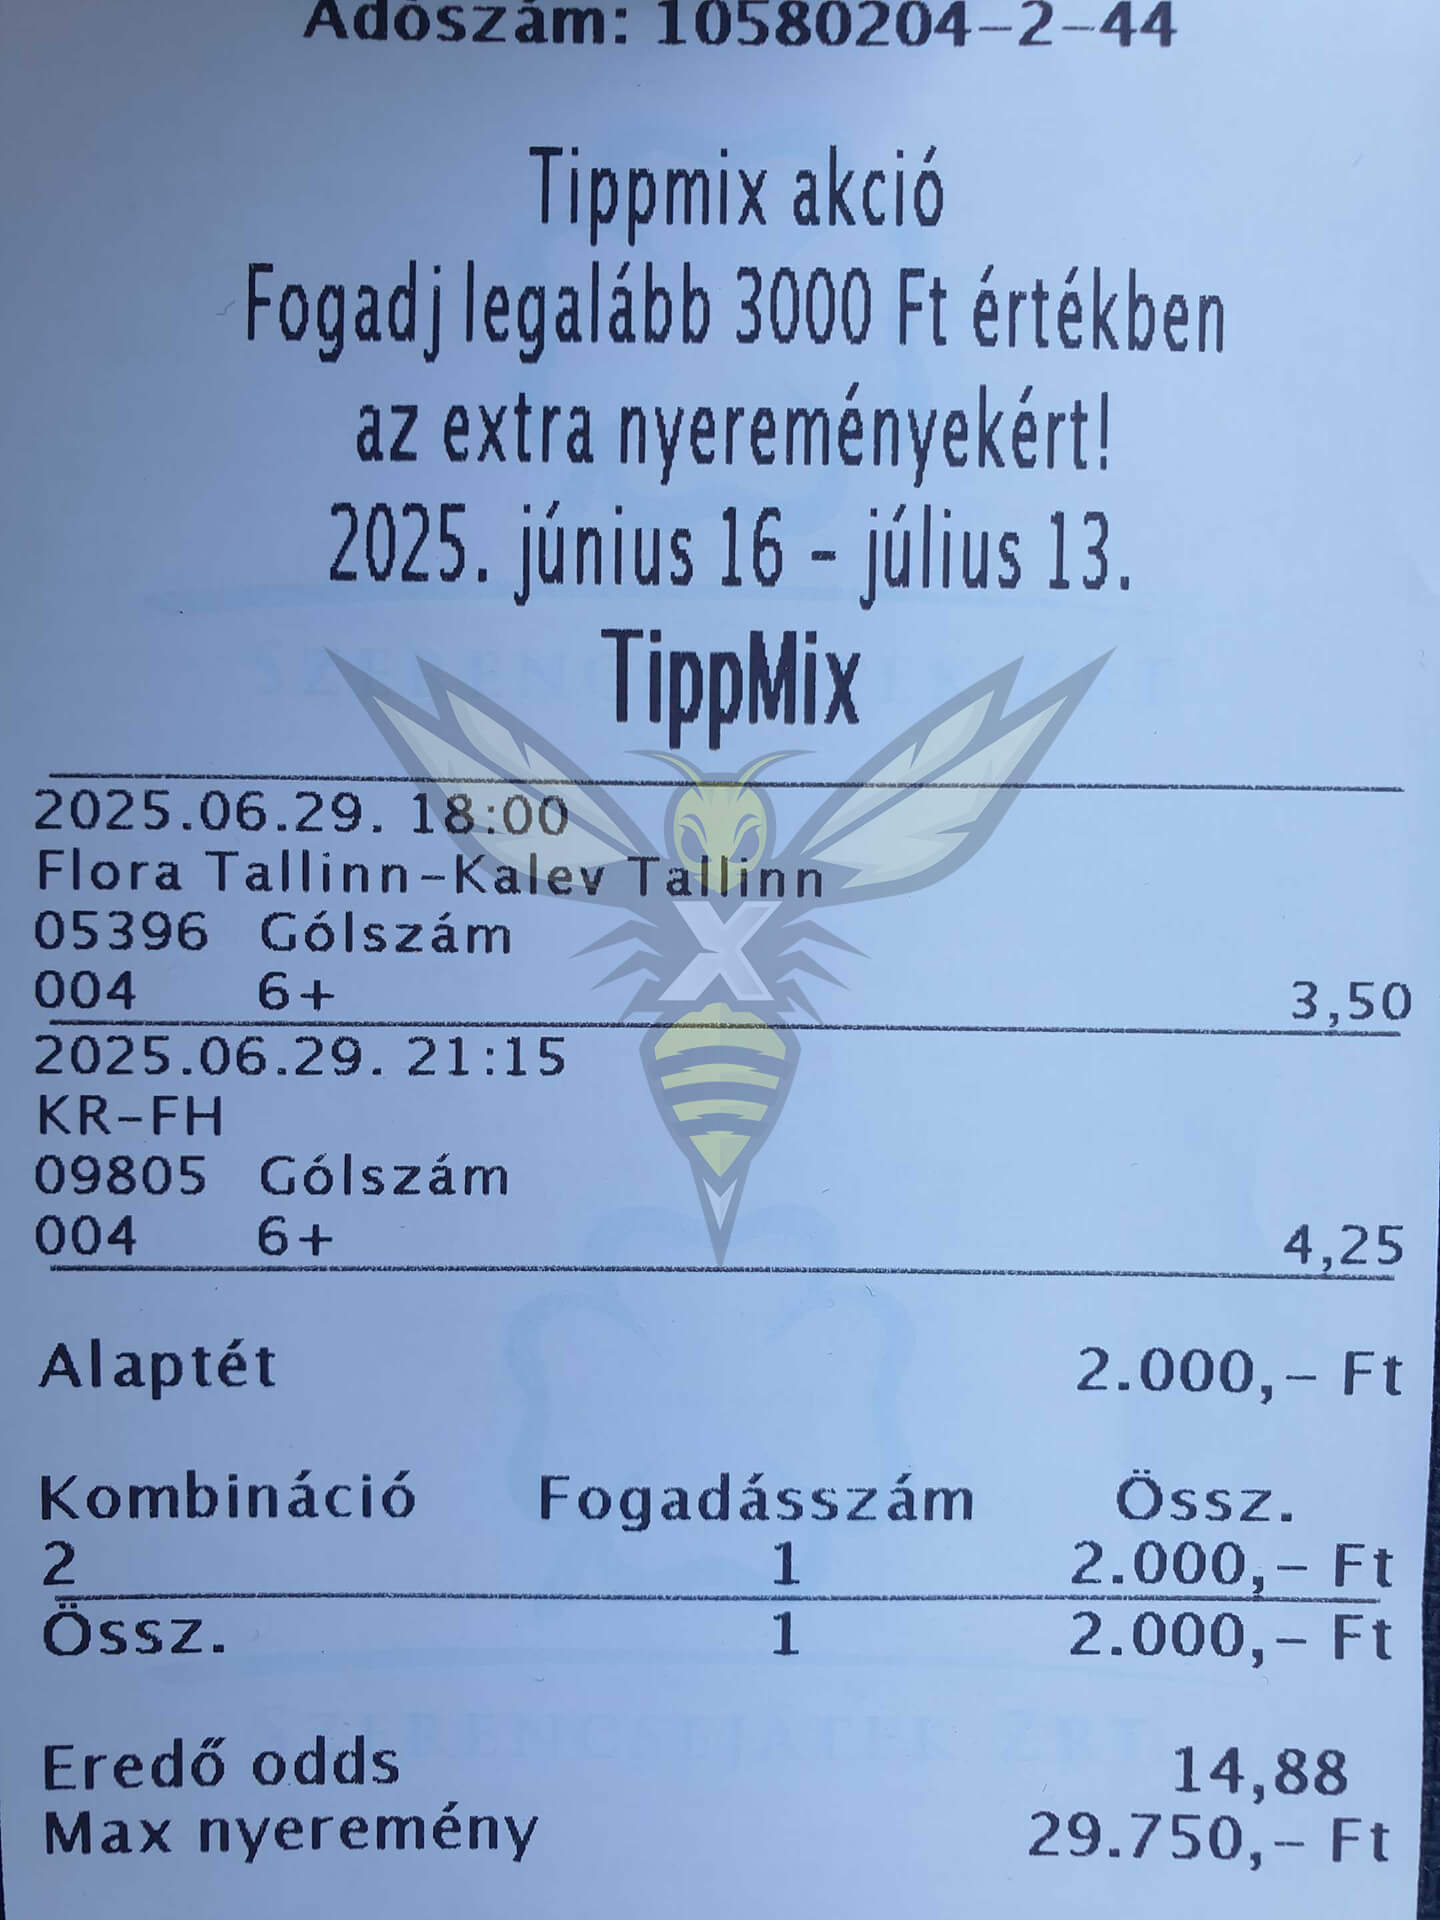 Adószám: 10580204-2-44
Tippmix akció
Fogadj legalább 3000 Ft értékben
az extra nyereményekért!
2025. június 16 - július 13.
TippMix
2025.06.29. 18:00
Flora Tallinn-Kalev Tallinn
05396 Gólszám
004 6+ 3,50
2025.06.29. 21:15
KR-FH
09805 Gólszám
004 6+ 4,25
Alaptét 2.000,- Ft
Kombináció Fogadásszám Össz.
2 1 2.000,- Ft
Össz. 1 2.000,- Ft
SZERENCSEJÁTÉK ZRT
Eredő odds 14,88
Max nyeremény 29.750,- Ft
X